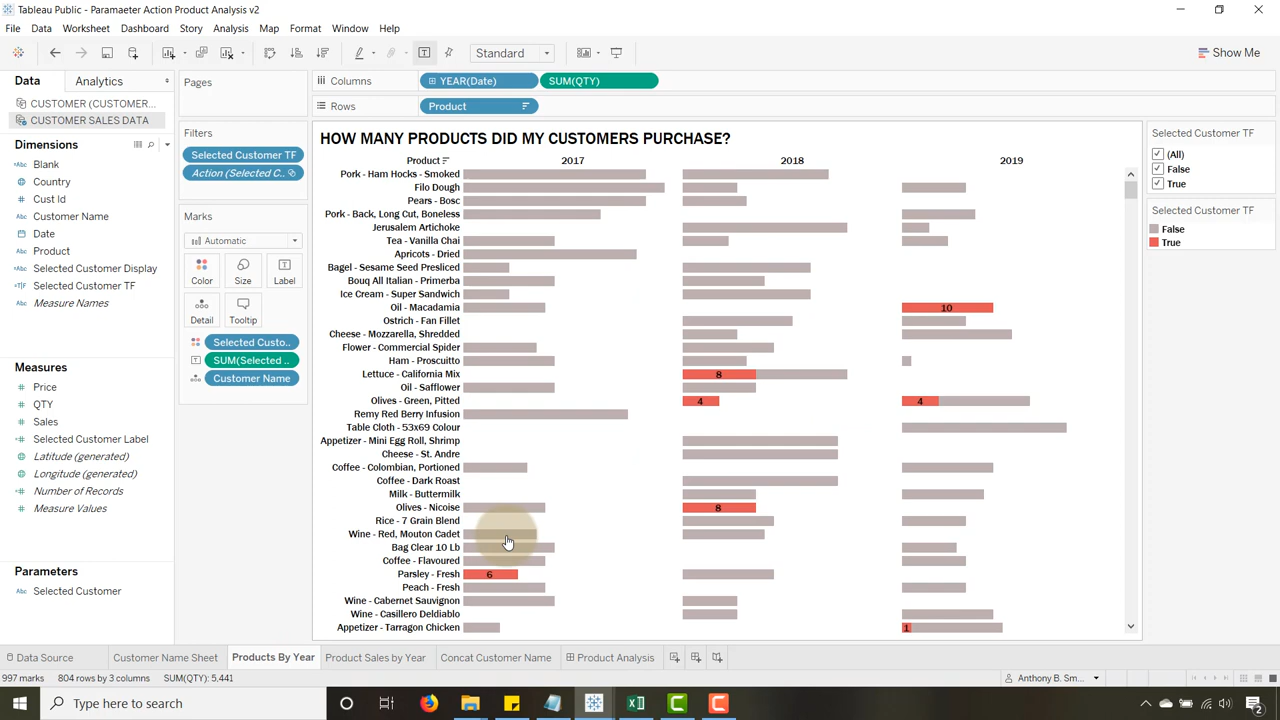 Tableau Public - Paramaeter Action Product Analysis v2
File Data Worksheet Dashboard Story Analysis Map Format Window Help
Standard
Show Me
Data Analytics
CUSTOMER (CUSTOMER...
CUSTOMER SALES DATA
Dimensions
Blank
Country
Cust Id
Customer Name
Date
Product
Selected Customer Display
Selected Customer TF
Measure Names
Measures
Price
QTY
Sales
Selected Customer Label
Latitude (generated)
Longitude (generated)
Number of Records
Measure Values
Parameters
Selected Customer
Pages
Filters
Selected Customer TF
Action (Selected C..
Marks
Automatic
Color Size Label
Detail Tooltip
Selected Custo..
SUM(Selected ..
Customer Name
Columns YEAR(Date) SUM(QTY)
Rows Product
HOW MANY PRODUCTS DID MY CUSTOMERS PURCHASE?
Product 2017 2018 2019
Pork - Ham Hocks - Smoked
Filo Dough
Pears - Bosc
Pork - Back, Long Cut, Boneless
Jerusalem Artichoke
Tea - Vanilla Chai
Apricots - Dried
Bagel - Sesame Seed Presliced
Bouq All Italian - Primerba
Ice Cream - Super Sandwich
Oil - Macadamia 10
Ostrich - Fan Fillet
Cheese - Mozzarella, Shredded
Flower - Commercial Spider
Ham - Proscuitto
Lettuce - California Mix 8
Oil - Safflower
Olives - Green, Pitted 4 4
Remy Red Berry Infusion
Table Cloth - 53x69 Colour
Appetizer - Mini Egg Roll, Shrimp
Cheese - St. Andre
Coffee - Colombian, Portioned
Coffee - Dark Roast
Milk - Buttermilk
Olives - Nicoise 8
Rice - 7 Grain Blend
Wine - Red, Mouton Cadet
Bag Clear 10 Lb
Coffee - Flavoured
Parsley - Fresh 6
Peach - Fresh
Wine - Cabernet Sauvignon
Wine - Casillero Deldiablo
Appetizer - Tarragon Chicken 1
Selected Customer TF
(All)
False
True
Selected Customer TF
False
True
Data Source Customer Name Sheet Products By Year Product Sales by Year Concat Customer Name Product Analysis
997 marks 804 rows by 3 columns SUM(QTY): 5,441 Anthony B. Sm...
Type here to search
2